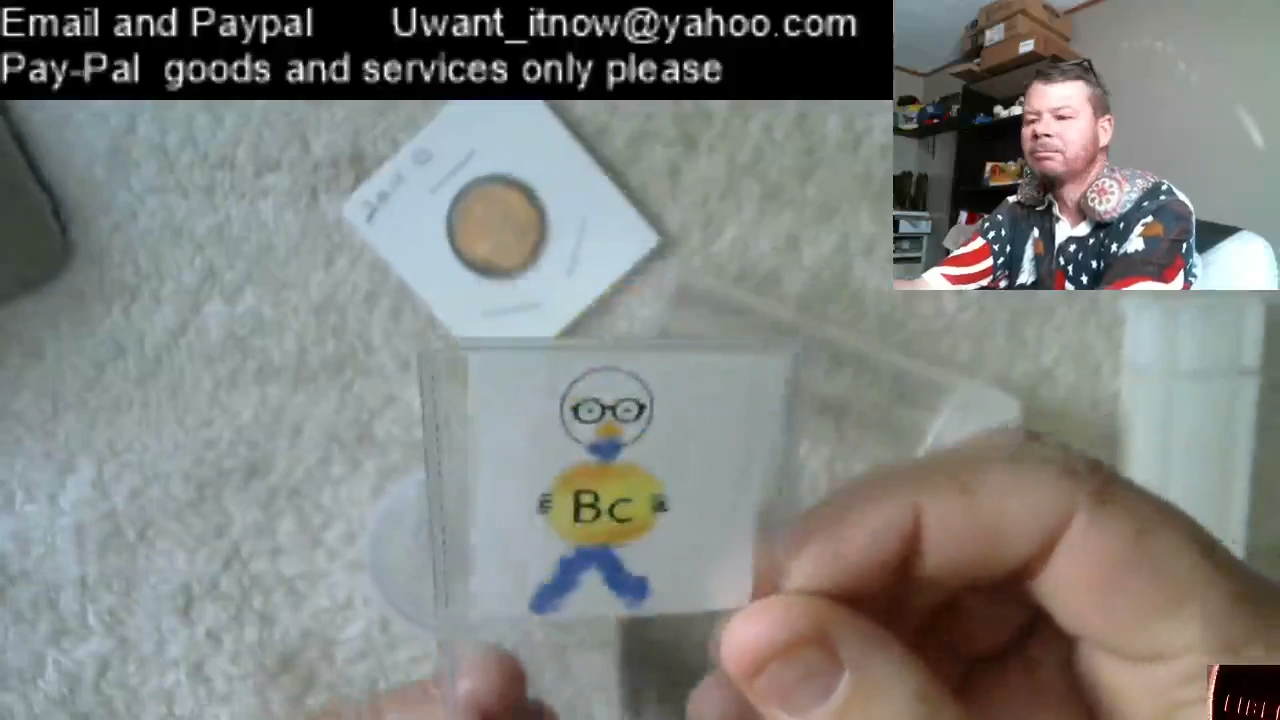 Email and Paypal Uwant_itnow@yahoo.com
Pay-Pal goods and services only please
Bc